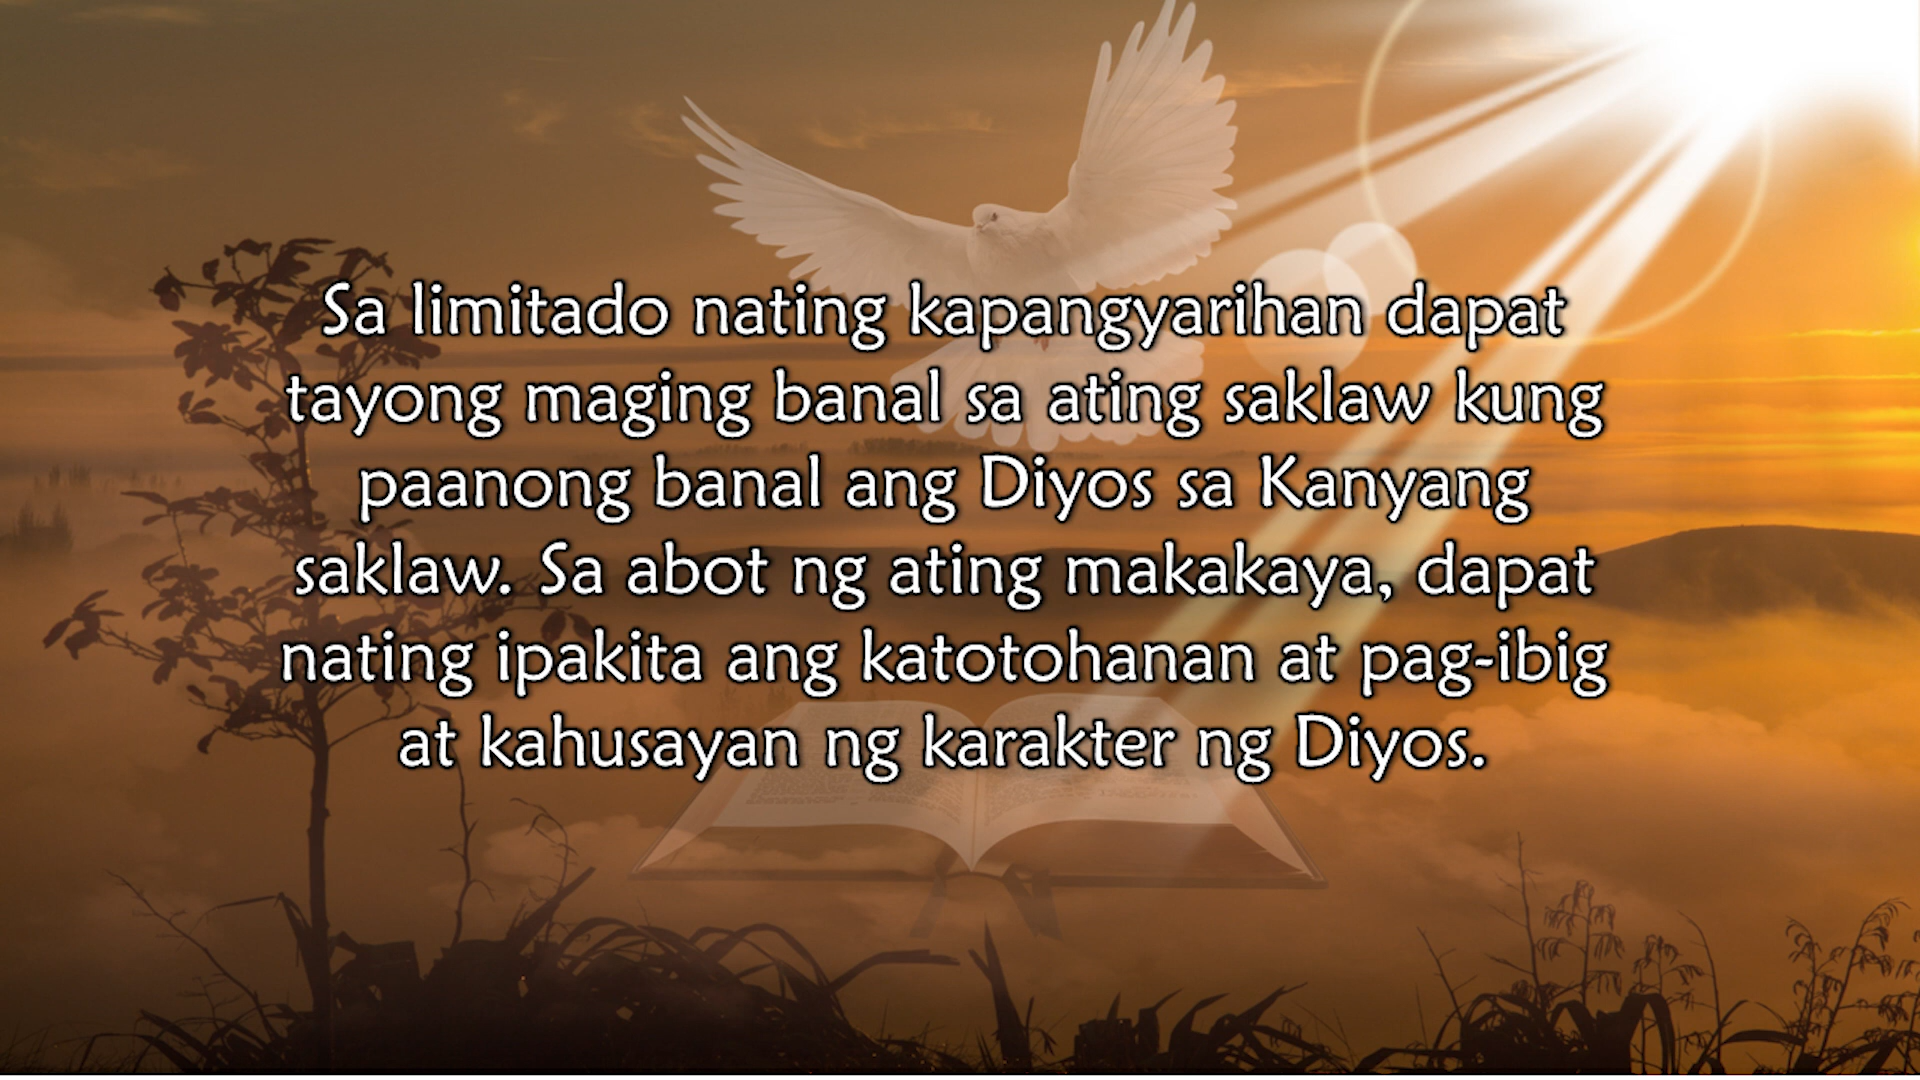 Sa limitado nating kapangyarihan dapat
tayong maging banal sa ating saklaw kung
paanong banal ang Diyos sa Kanyang
saklaw. Sa abot ng ating makakaya, dapat
nating ipakita ang katotohanan at pag-ibig
at kahusayan ng karakter ng Diyos.